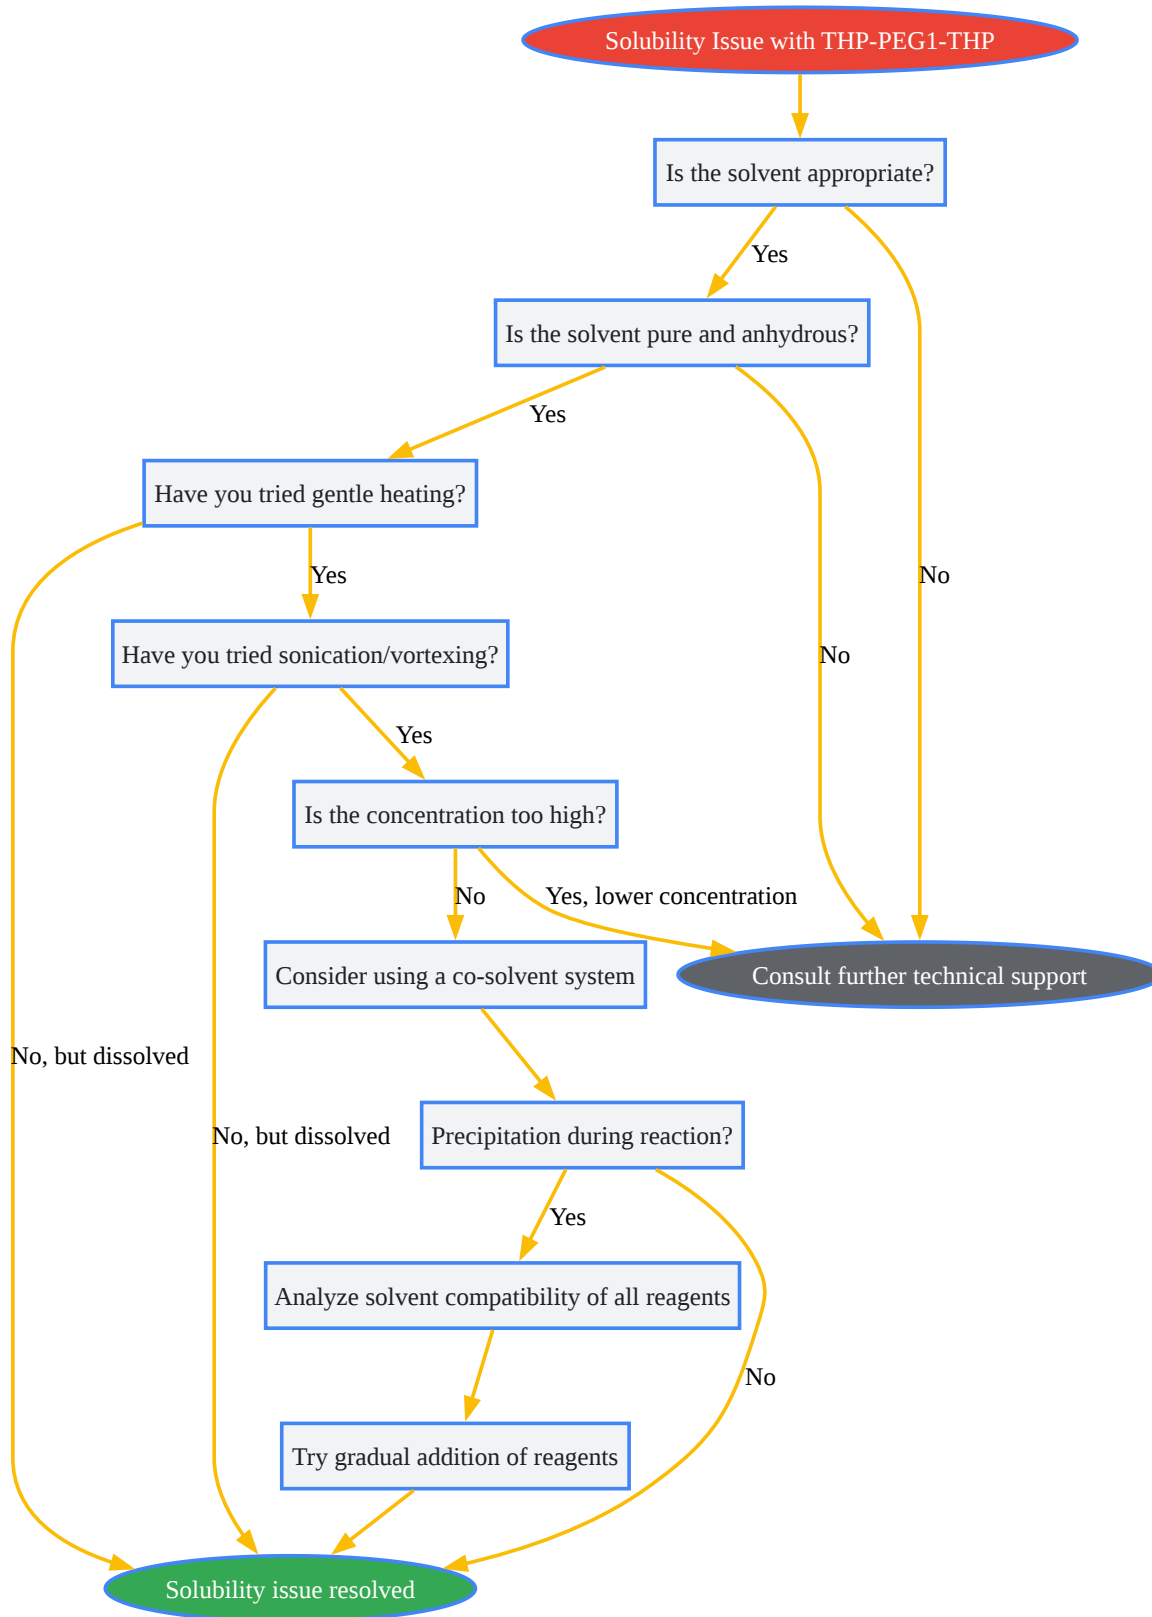 Solubility Issue with THP-PEG1-THP
Is the solvent appropriate?
Yes
Is the solvent pure and anhydrous?
Yes
Have you tried gentle heating?
Yes
No
Have you tried sonication/vortexing?
No
Yes
Is the concentration too high?
No
Yes, lower concentration
Consider using a co-solvent system
Consult further technical support
No, but dissolved
Precipitation during reaction?
No, but dissolved
Yes
Analyze solvent compatibility of all reagents
No
Try gradual addition of reagents
Solubility issue resolved